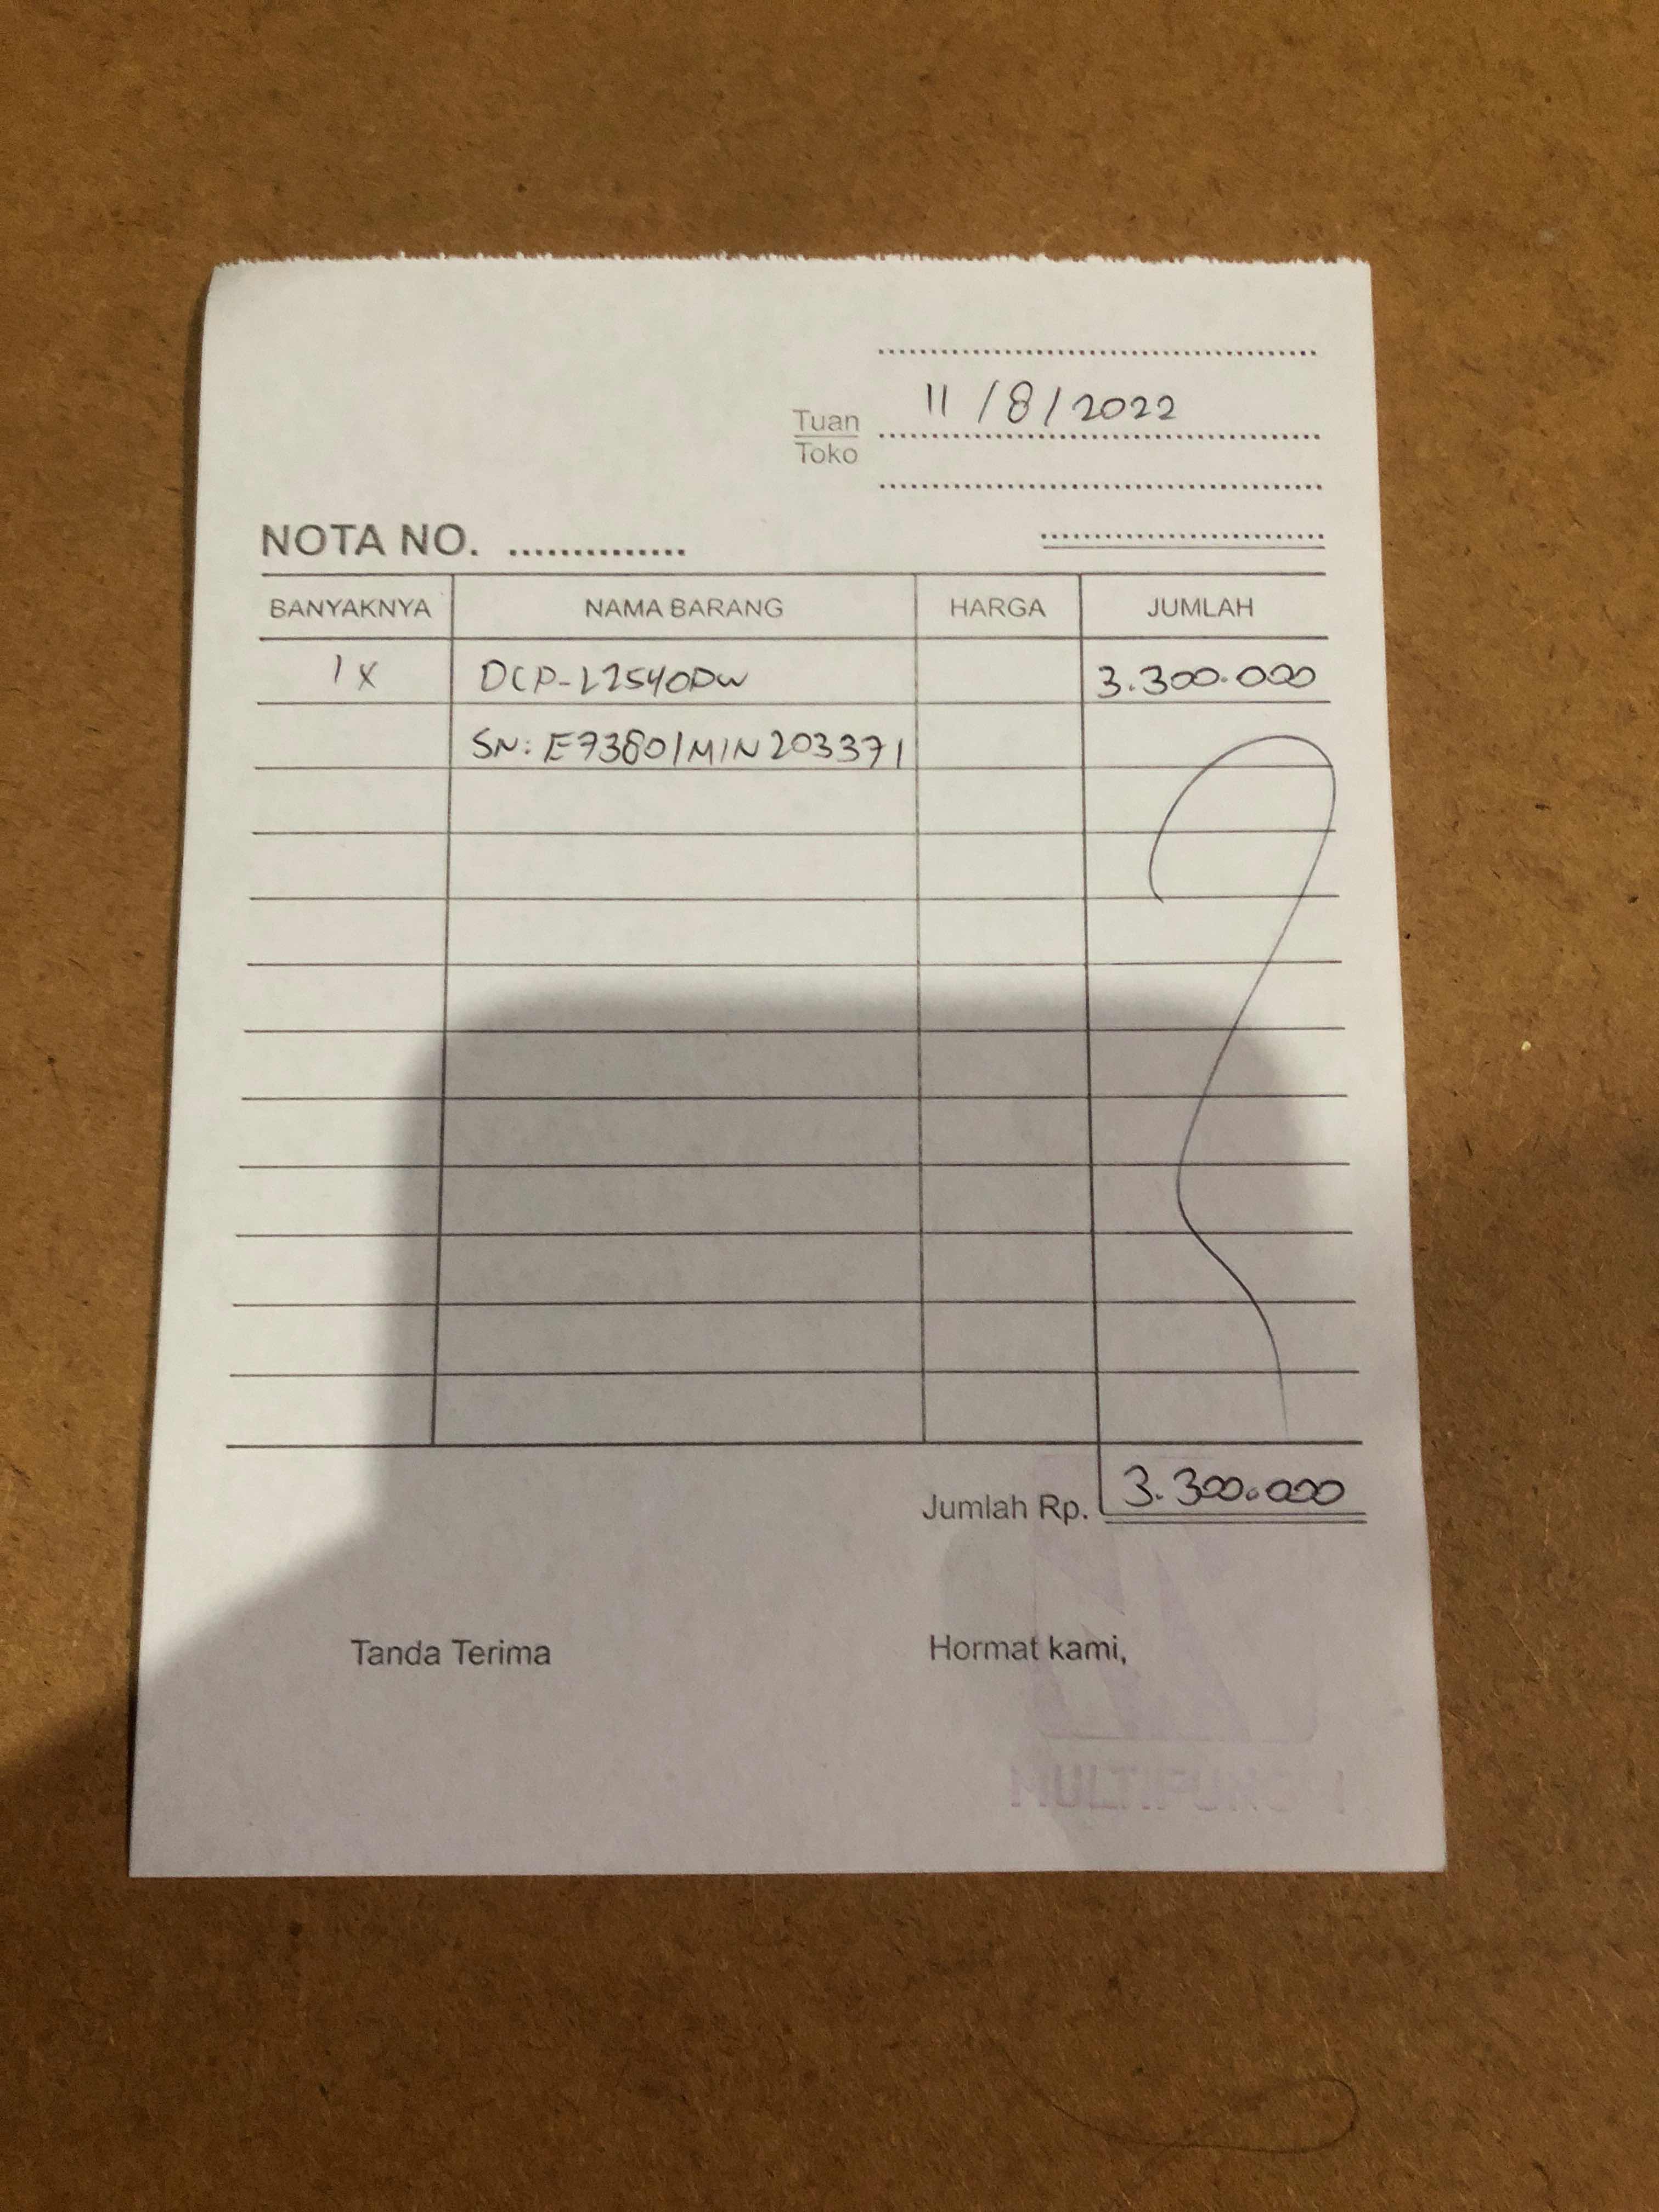 11/8/2022
Tuan
Toko
NOTA NO. ..............
BANYAKNYA NAMA BARANG HARGA JUMLAH
1x DCP-L2540DW 3.300.000
SN: E73801M1N203371
Jumlah Rp. 3.300.000
Tanda Terima Hormat kami,